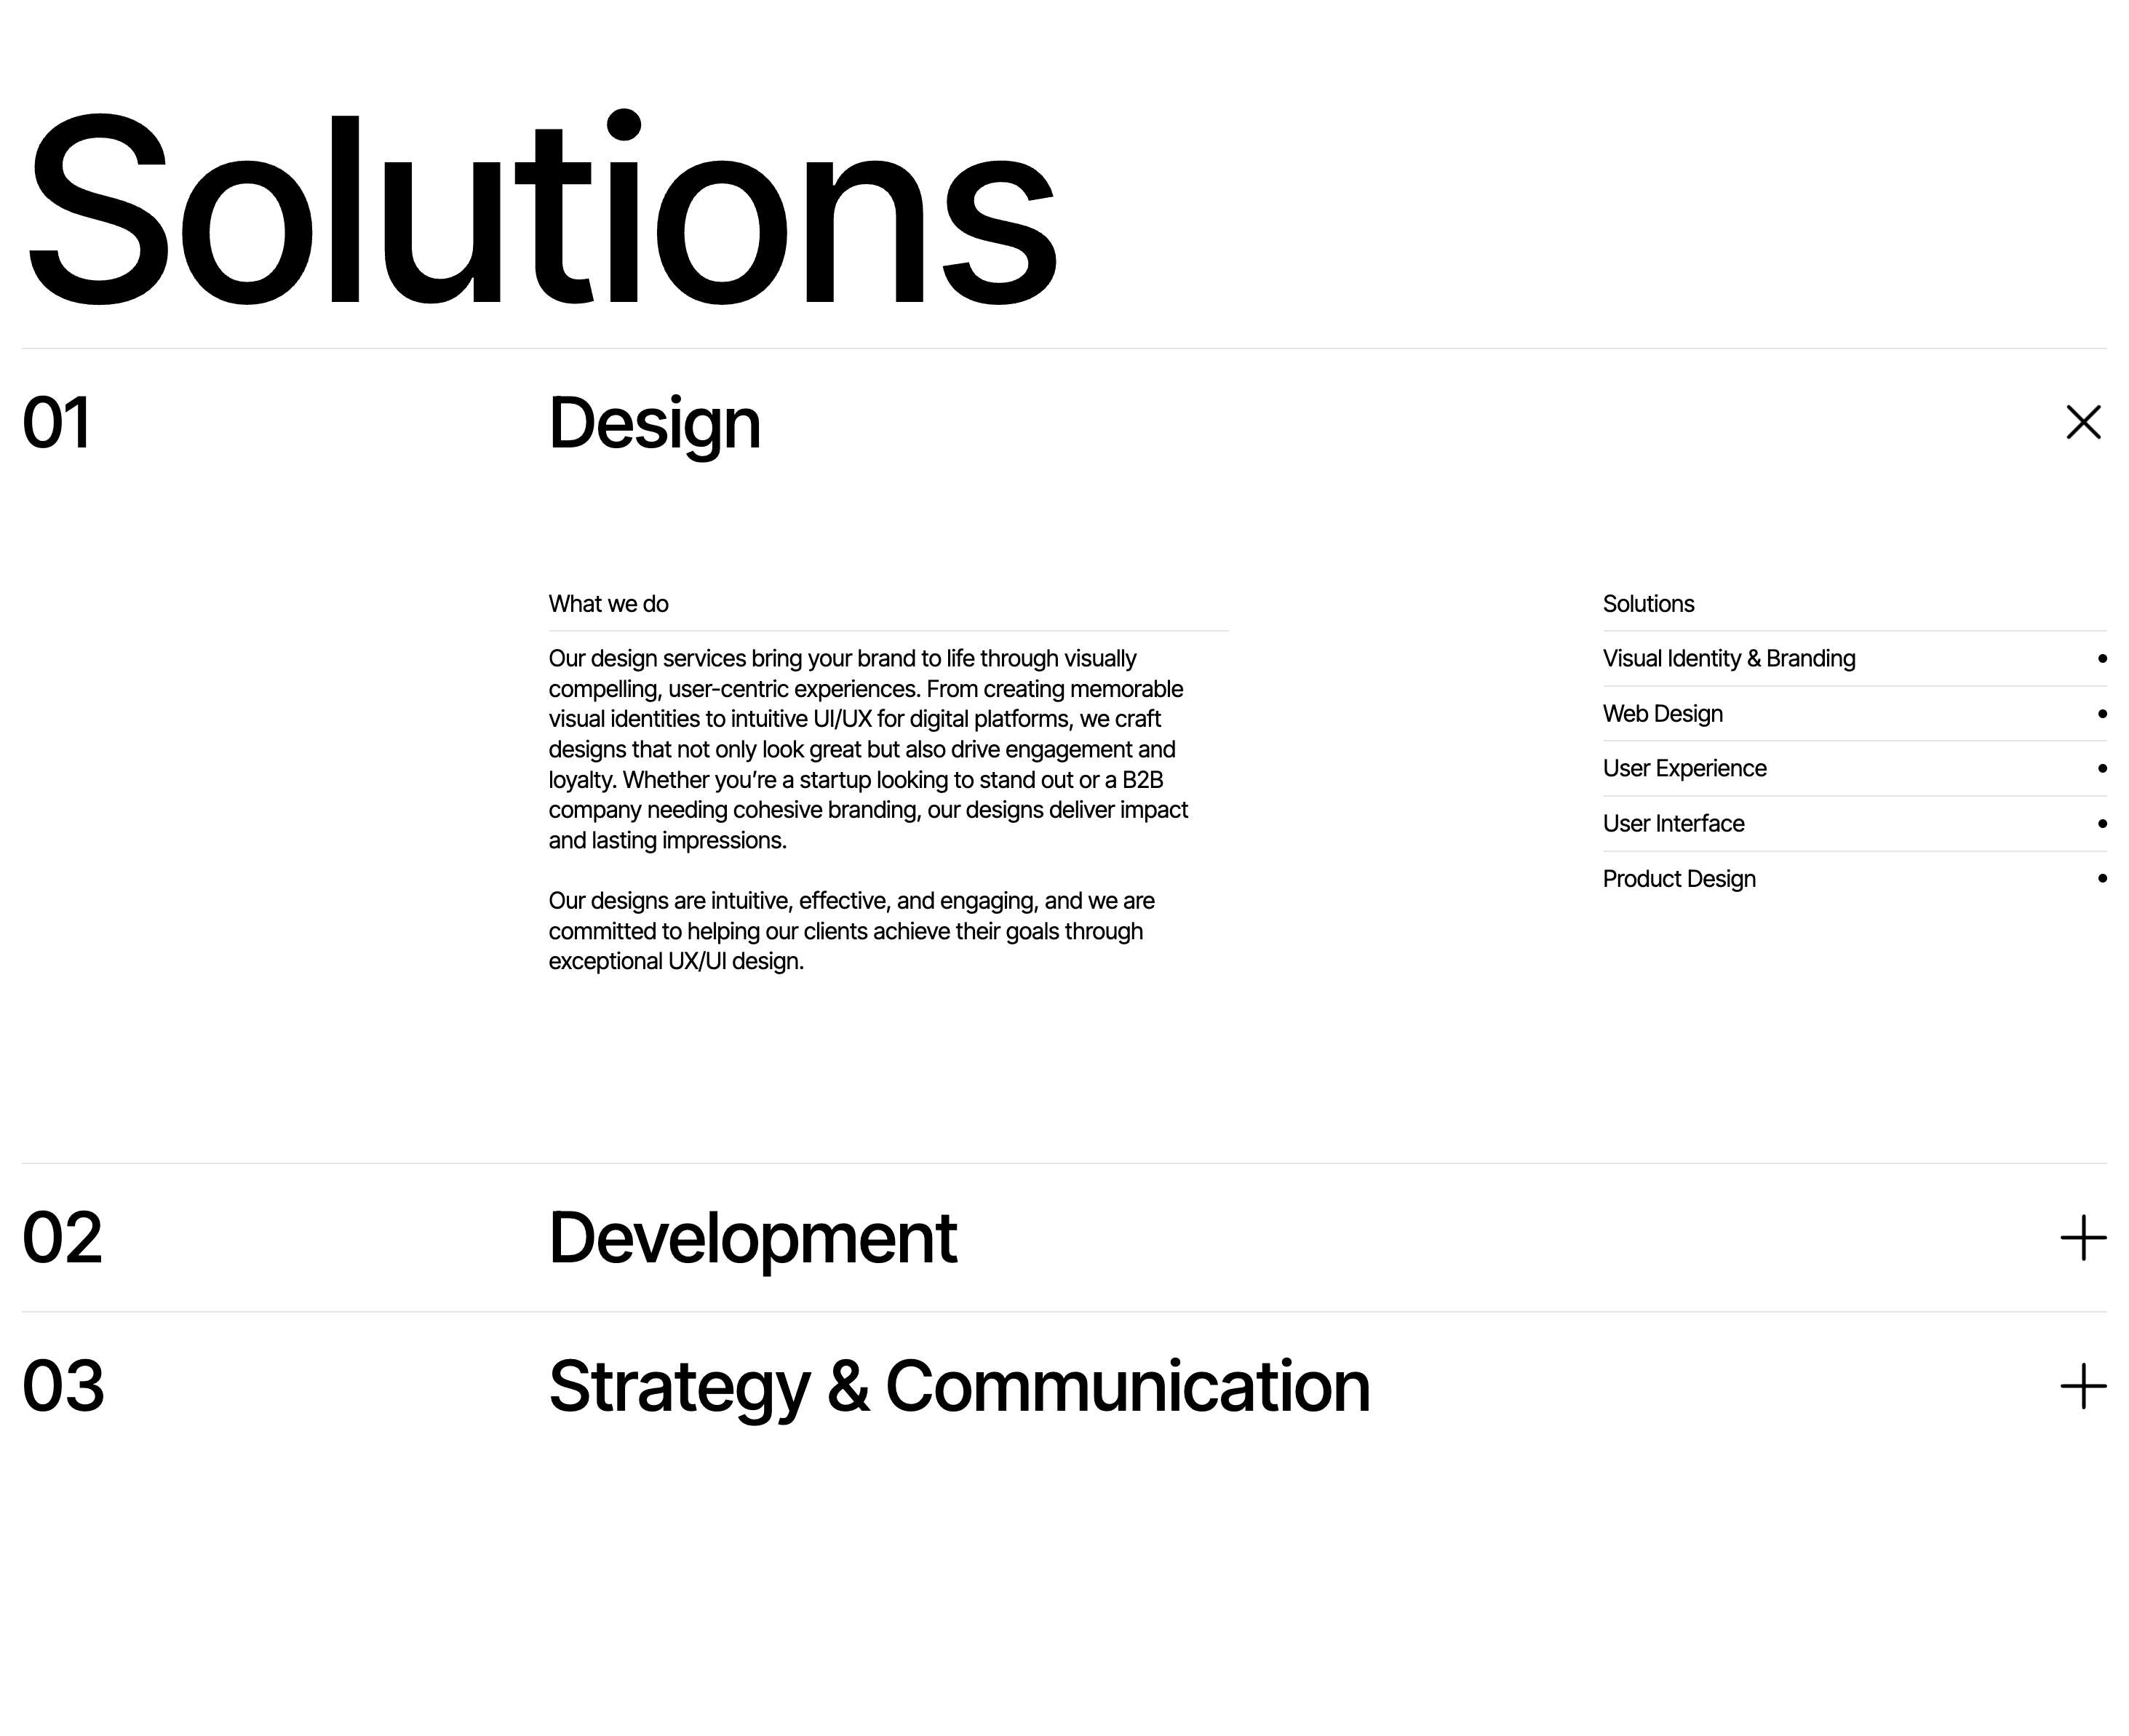 Solutions
01
Design
What we do
Our design services bring your brand to life through visually
compelling, user-centric experiences. From creating memorable
visual identities to intuitive UI/UX for digital platforms, we craft
designs that not only look great but also drive engagement and
loyalty. Whether you’re a startup looking to stand out or a B2B
company needing cohesive branding, our designs deliver impact
and lasting impressions.
Our designs are intuitive, effective, and engaging, and we are
committed to helping our clients achieve their goals through
exceptional UX/UI design.
Solutions
Visual Identity & Branding
Web Design
User Experience
User Interface
Product Design
02
Development
03
Strategy & Communication